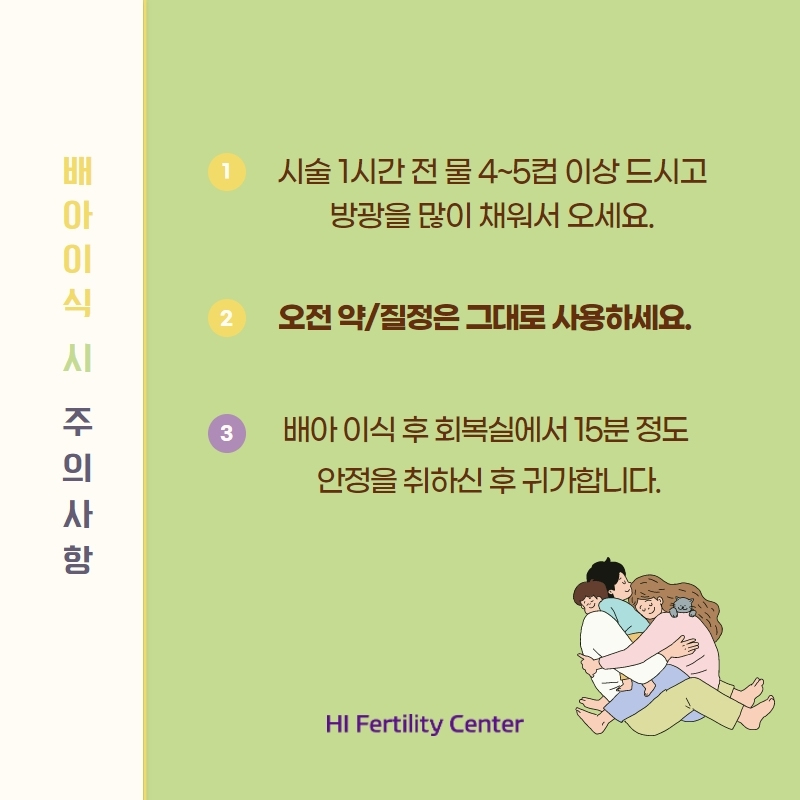 배아이식 시 주의사항
1
시술 1시간 전 물 4~5컵 이상 드시고
방광을 많이 채워서 오세요.
2
오전 약/질정은 그대로 사용하세요.
3
배아 이식 후 회복실에서 15분 정도
안정을 취하신 후 귀가합니다.
HI Fertility Center